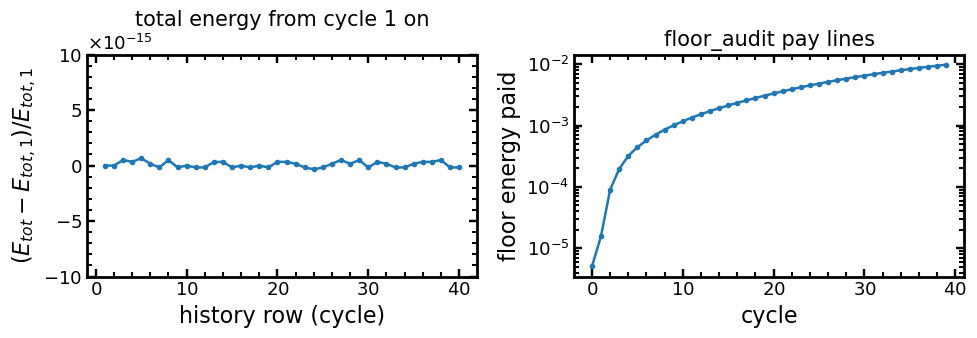 total energy from cycle 1 on
×10⁻¹⁵
10
5
0
−5
−10
(E_tot − E_tot,1)/E_tot,1
0 10 20 30 40
history row (cycle)
floor_audit pay lines
10⁻²
10⁻³
10⁻⁴
10⁻⁵
floor energy paid
0 10 20 30 40
cycle